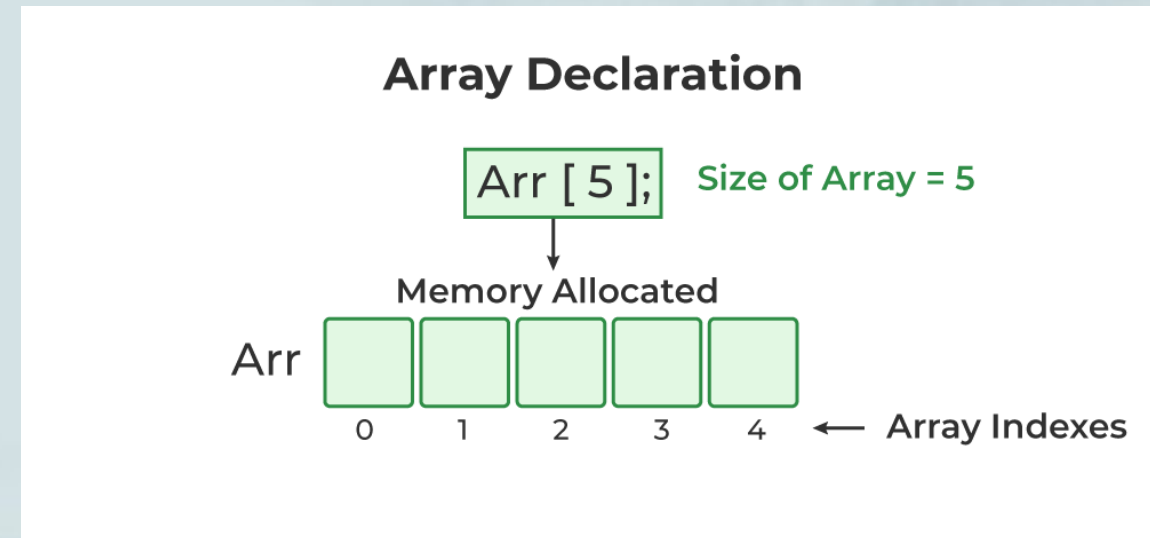 Array Declaration
Arr [ 5 ];
Size of Array = 5
Memory Allocated
Arr
0 1 2 3 4
Array Indexes